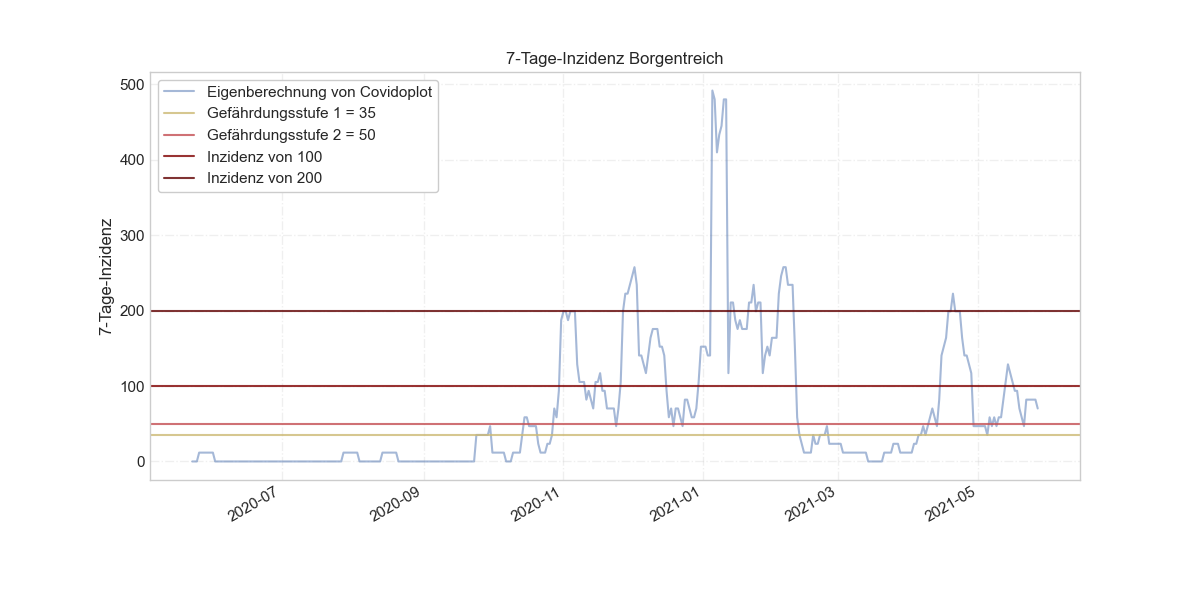 7-Tage-Inzidenz Borgentreich
500
400
300
200
100
0
7-Tage-Inzidenz
Eigenberechnung von Covidoplot
Gefährdungsstufe 1 = 35
Gefährdungsstufe 2 = 50
Inzidenz von 100
Inzidenz von 200
2020-07
2020-09
2020-11
2021-01
2021-03
2021-05